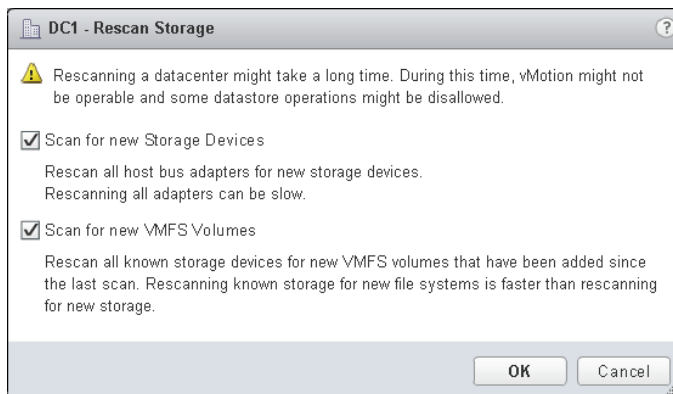 DC1 - Rescan Storage
?
Rescanning a datacenter might take a long time. During this time, vMotion might not
be operable and some datastore operations might be disallowed.
Scan for new Storage Devices
Rescan all host bus adapters for new storage devices.
Rescanning all adapters can be slow.
Scan for new VMFS Volumes
Rescan all known storage devices for new VMFS volumes that have been added since
the last scan. Rescanning known storage for new file systems is faster than rescanning
for new storage.
OK
Cancel